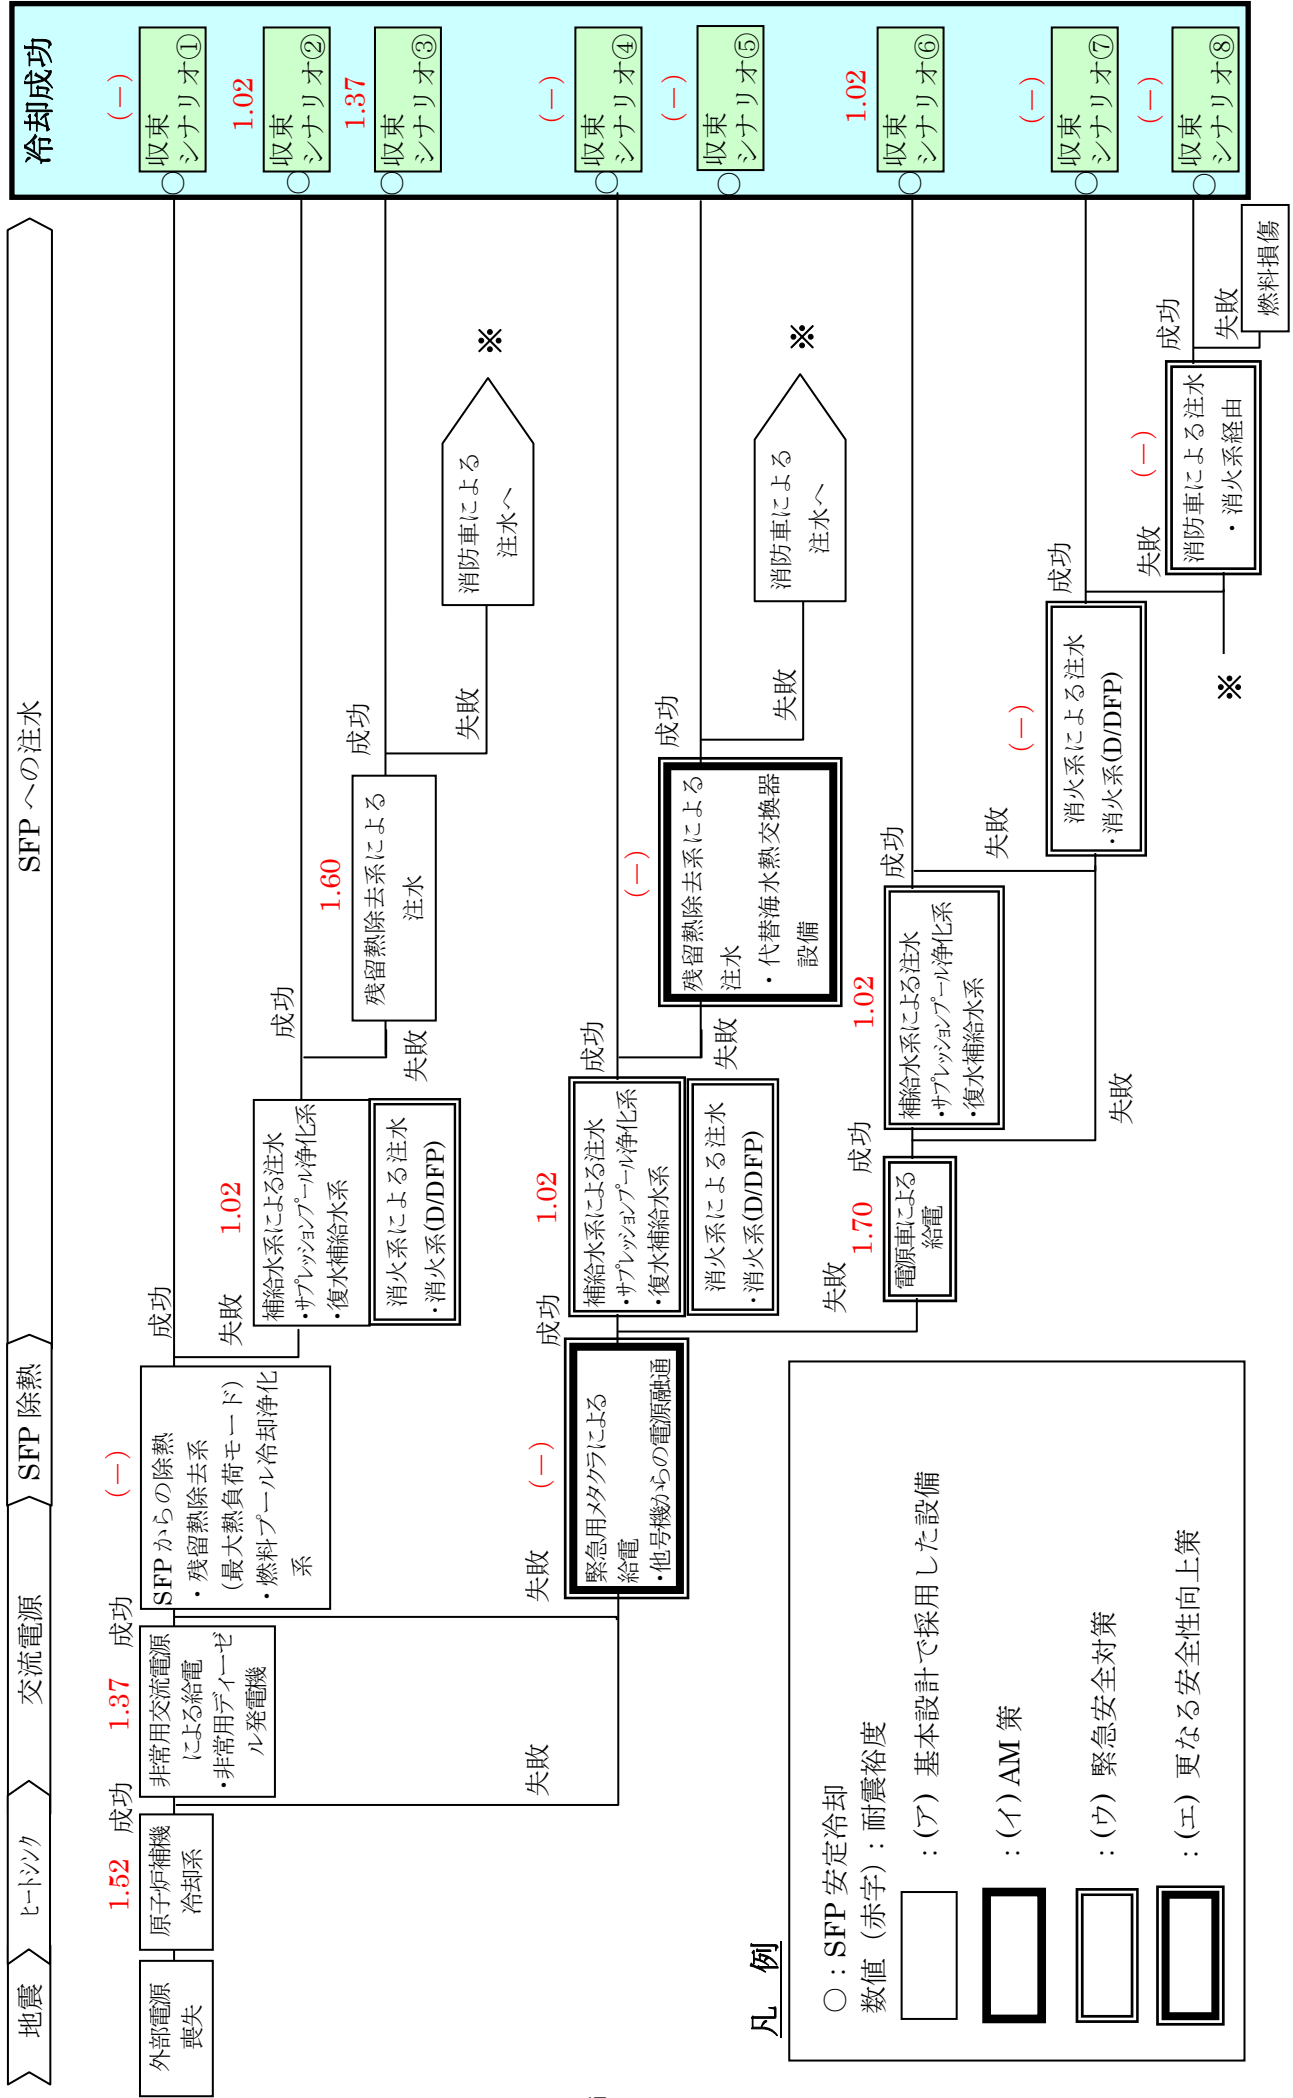 地震
ヒートシンク
交流電源
SFP 除熱
SFP への注水
冷却成功
外部電源
喪失
1.52
原子炉補機
冷却系
成功
1.37
非常用交流電源
による給電
・非常用ディーゼ
ル発電機
成功
(－)
SFP からの除熱
・残留熱除去系
(最大熱負荷モード)
・燃料プール冷却浄化
系
成功
(－)
収束
シナリオ①
○
失敗
1.02
補給水系による注水
・サプレッションプール浄化系
・復水補給水系
消火系による注水
・消火系(D/DFP)
成功
1.02
収束
シナリオ②
○
失敗
1.60
残留熱除去系による
注水
成功
1.37
収束
シナリオ③
○
失敗
消防車による
注水へ
※
失敗
失敗
(－)
緊急用メタクラによる
給電
・他号機からの電源融通
成功
1.02
補給水系による注水
・サプレッションプール浄化系
・復水補給水系
消火系による注水
・消火系(D/DFP)
成功
(－)
収束
シナリオ④
○
失敗
(－)
残留熱除去系による
注水
・代替海水熱交換器
設備
成功
(－)
収束
シナリオ⑤
○
失敗
消防車による
注水へ
※
失敗
1.70
電源車による
給電
成功
1.02
補給水系による注水
・サプレッションプール浄化系
・復水補給水系
成功
1.02
収束
シナリオ⑥
○
失敗
失敗
(－)
消火系による注水
・消火系(D/DFP)
成功
(－)
収束
シナリオ⑦
○
失敗
※
(－)
消防車による注水
・消火系経由
成功
(－)
収束
シナリオ⑧
○
失敗
燃料損傷
凡 例
○：SFP 安定冷却
数値（赤字）：耐震裕度
：(ア) 基本設計で採用した設備
：(イ) AM 策
：(ウ) 緊急安全対策
：(エ) 更なる安全性向上策